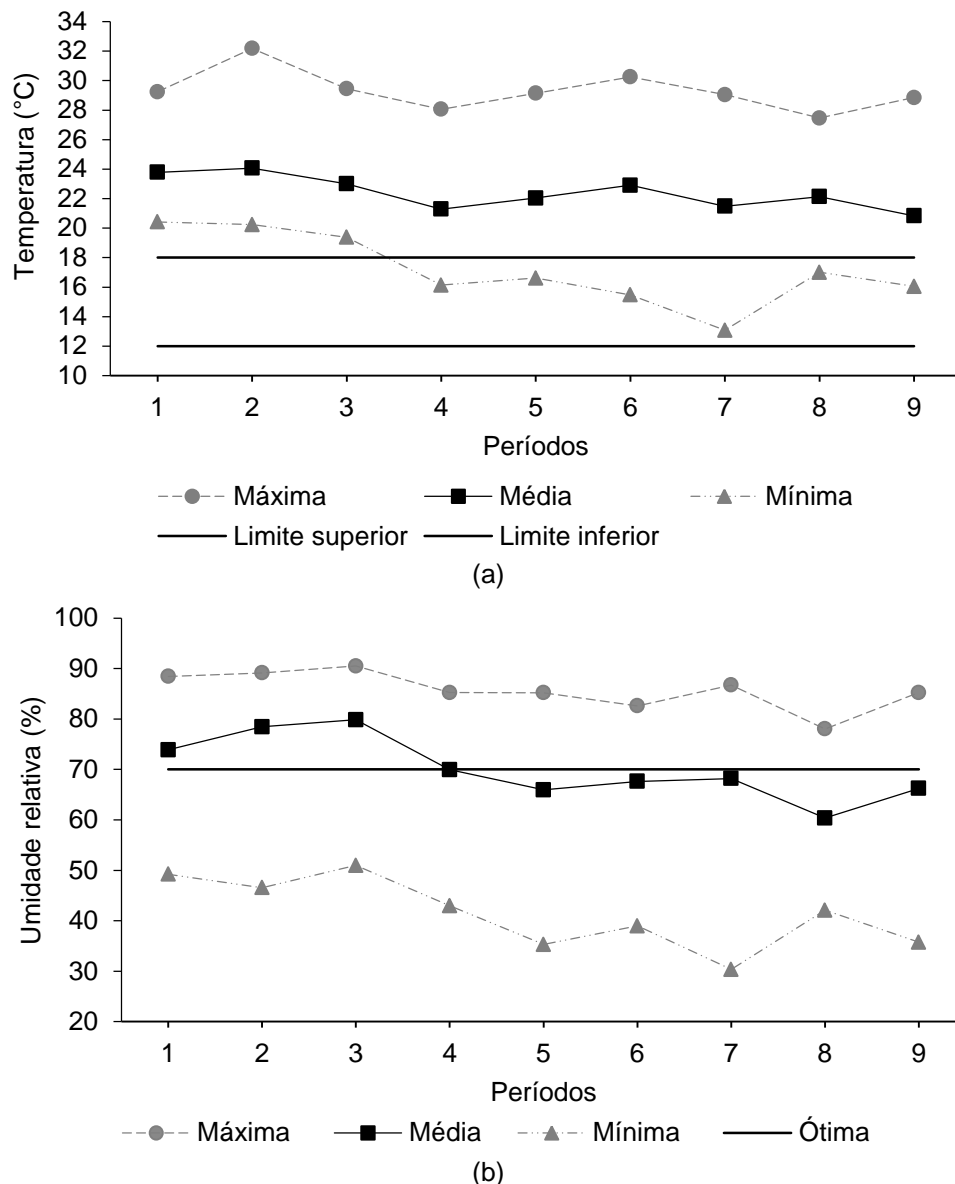 34
32
30
28
26
24
22
20
18
16
14
12
10
Temperatura (°C)
1 2 3 4 5 6 7 8 9
Períodos
Máxima Média Mínima
Limite superior Limite inferior
(a)
100
90
80
70
60
50
40
30
20
Umidade relativa (%)
1 2 3 4 5 6 7 8 9
Períodos
Máxima Média Mínima Ótima
(b)